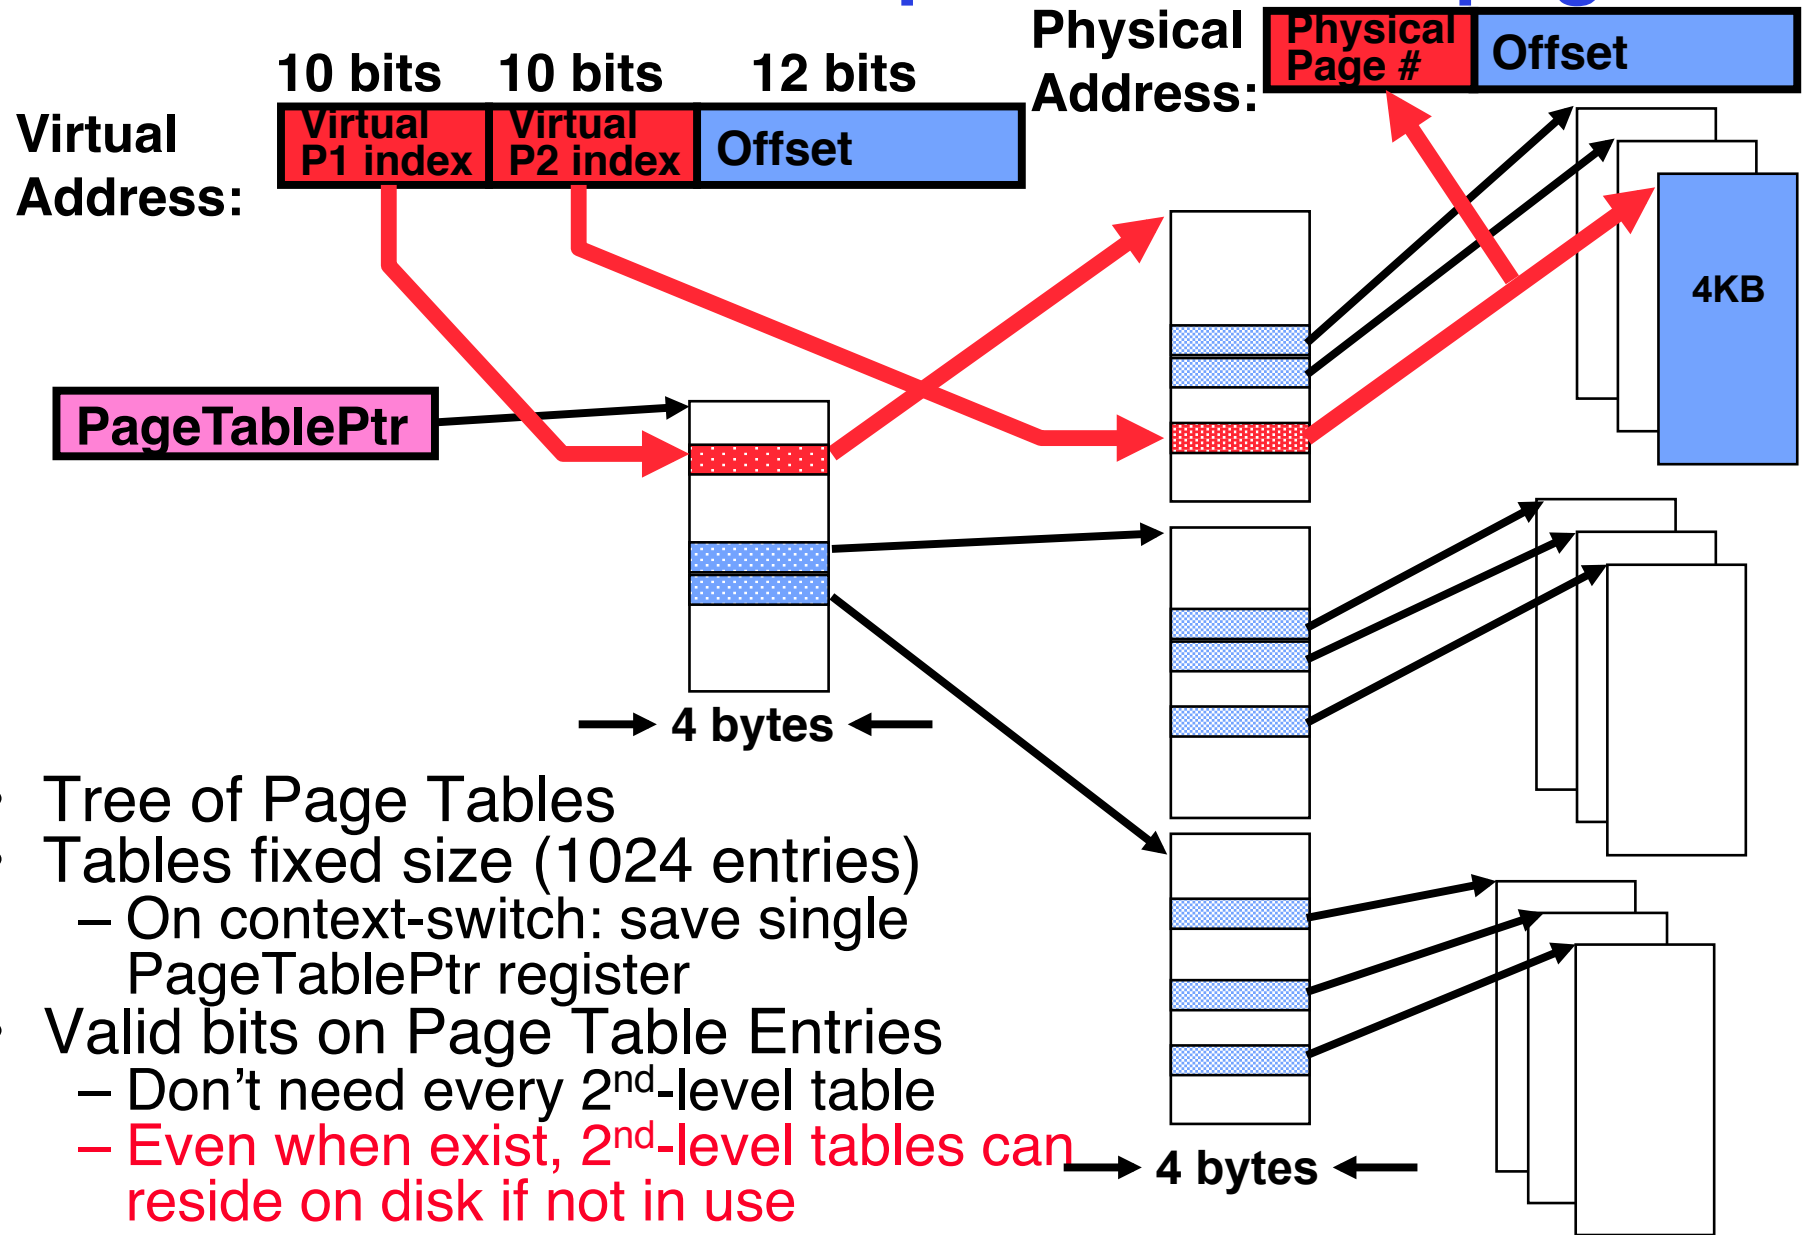 10 bits 10 bits 12 bits
Virtual
Address:
Virtual
P1 index
Virtual
P2 index
Offset
Physical
Address:
Physical
Page #
Offset
4KB
PageTablePtr
4 bytes
• Tree of Page Tables
• Tables fixed size (1024 entries)
– On context-switch: save single
PageTablePtr register
• Valid bits on Page Table Entries
– Don't need every 2nd-level table
– Even when exist, 2nd-level tables can
reside on disk if not in use
4 bytes